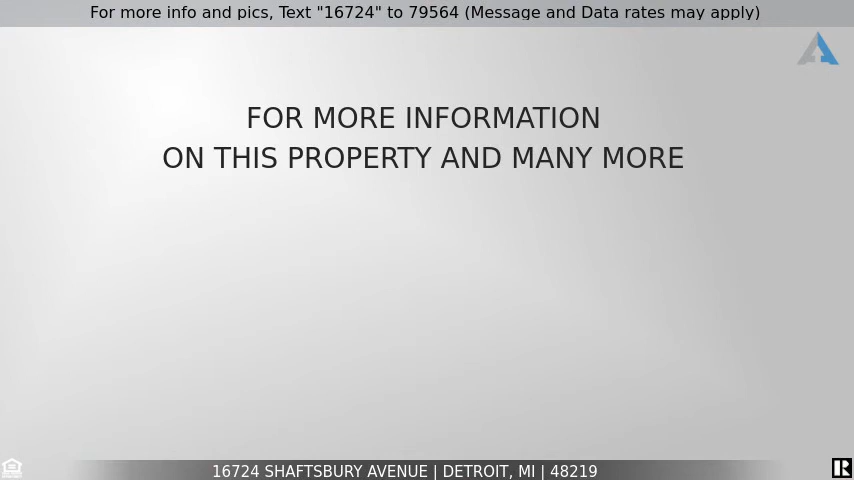 For more info and pics, Text "16724" to 79564 (Message and Data rates may apply)
FOR MORE INFORMATION
ON THIS PROPERTY AND MANY MORE
16724 SHAFTSBURY AVENUE | DETROIT, MI | 48219